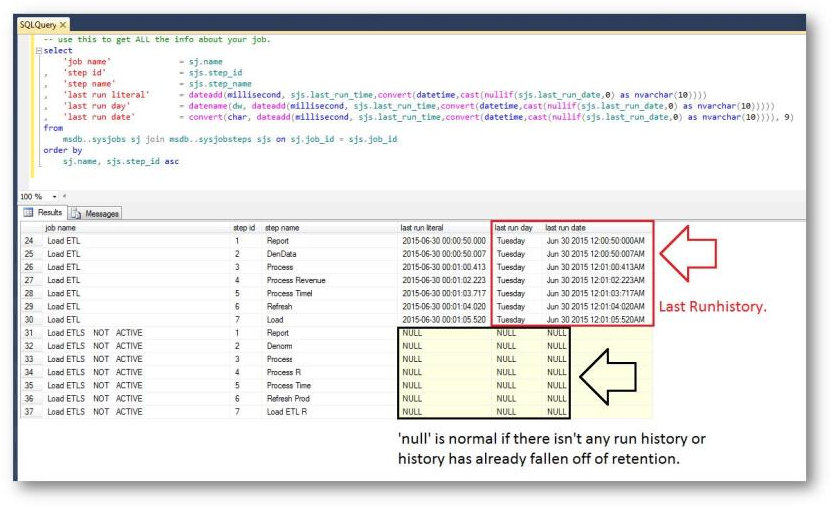 SQLQuery ×
-- use this to get ALL the info about your job.
select
'job name' = sj.name
, 'step id' = sjs.step_id
, 'step name' = sjs.step_name
, 'last run literal' = dateadd(millisecond, sjs.last_run_time,convert(datetime,cast(nullif(sjs.last_run_date,0) as nvarchar(10))))
, 'last run day' = datename(dw, dateadd(millisecond, sjs.last_run_time,convert(datetime,cast(nullif(sjs.last_run_date,0) as nvarchar(10)))))
, 'last run date' = convert(char, dateadd(millisecond, sjs.last_run_time,convert(datetime,cast(nullif(sjs.last_run_date,0) as nvarchar(10)))), 9)
from
msdb..sysjobs sj join msdb..sysjobsteps sjs on sj.job_id = sjs.job_id
order by
sj.name, sjs.step_id asc
100 %
Results Messages
job name step id step name last run literal last run day last run date
24 Load ETL 1 Report 2015-06-30 00:00:50.000 Tuesday Jun 30 2015 12:00:50:000AM
25 Load ETL 2 DenData 2015-06-30 00:00:50.007 Tuesday Jun 30 2015 12:00:50:007AM
26 Load ETL 3 Process 2015-06-30 00:01:00.413 Tuesday Jun 30 2015 12:01:00:413AM
27 Load ETL 4 Process Revenue 2015-06-30 00:01:02.223 Tuesday Jun 30 2015 12:01:02:223AM
28 Load ETL 5 Process Timel 2015-06-30 00:01:03.717 Tuesday Jun 30 2015 12:01:03:717AM
29 Load ETL 6 Refresh 2015-06-30 00:01:04.020 Tuesday Jun 30 2015 12:01:04:020AM
30 Load ETL 7 Load 2015-06-30 00:01:05.520 Tuesday Jun 30 2015 12:01:05:520AM
31 Load ETLS NOT ACTIVE 1 Report NULL NULL NULL
32 Load ETLS NOT ACTIVE 2 Denorm NULL NULL NULL
33 Load ETLS NOT ACTIVE 3 Process NULL NULL NULL
34 Load ETLS NOT ACTIVE 4 Process R NULL NULL NULL
35 Load ETLS NOT ACTIVE 5 Process Time NULL NULL NULL
36 Load ETLS NOT ACTIVE 6 Refresh Prod NULL NULL NULL
37 Load ETLS NOT ACTIVE 7 Load ETL R NULL NULL NULL
Last Runhistory.
'null' is normal if there isn't any run history or
history has already fallen off of retention.